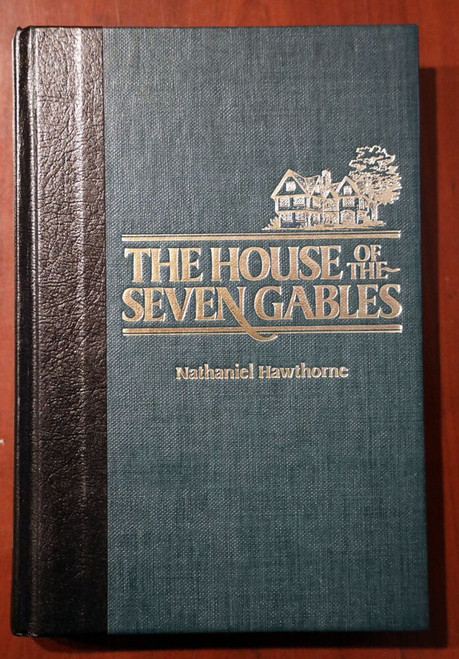 THE HOUSE OF THE
SEVEN GABLES
Nathaniel Hawthorne